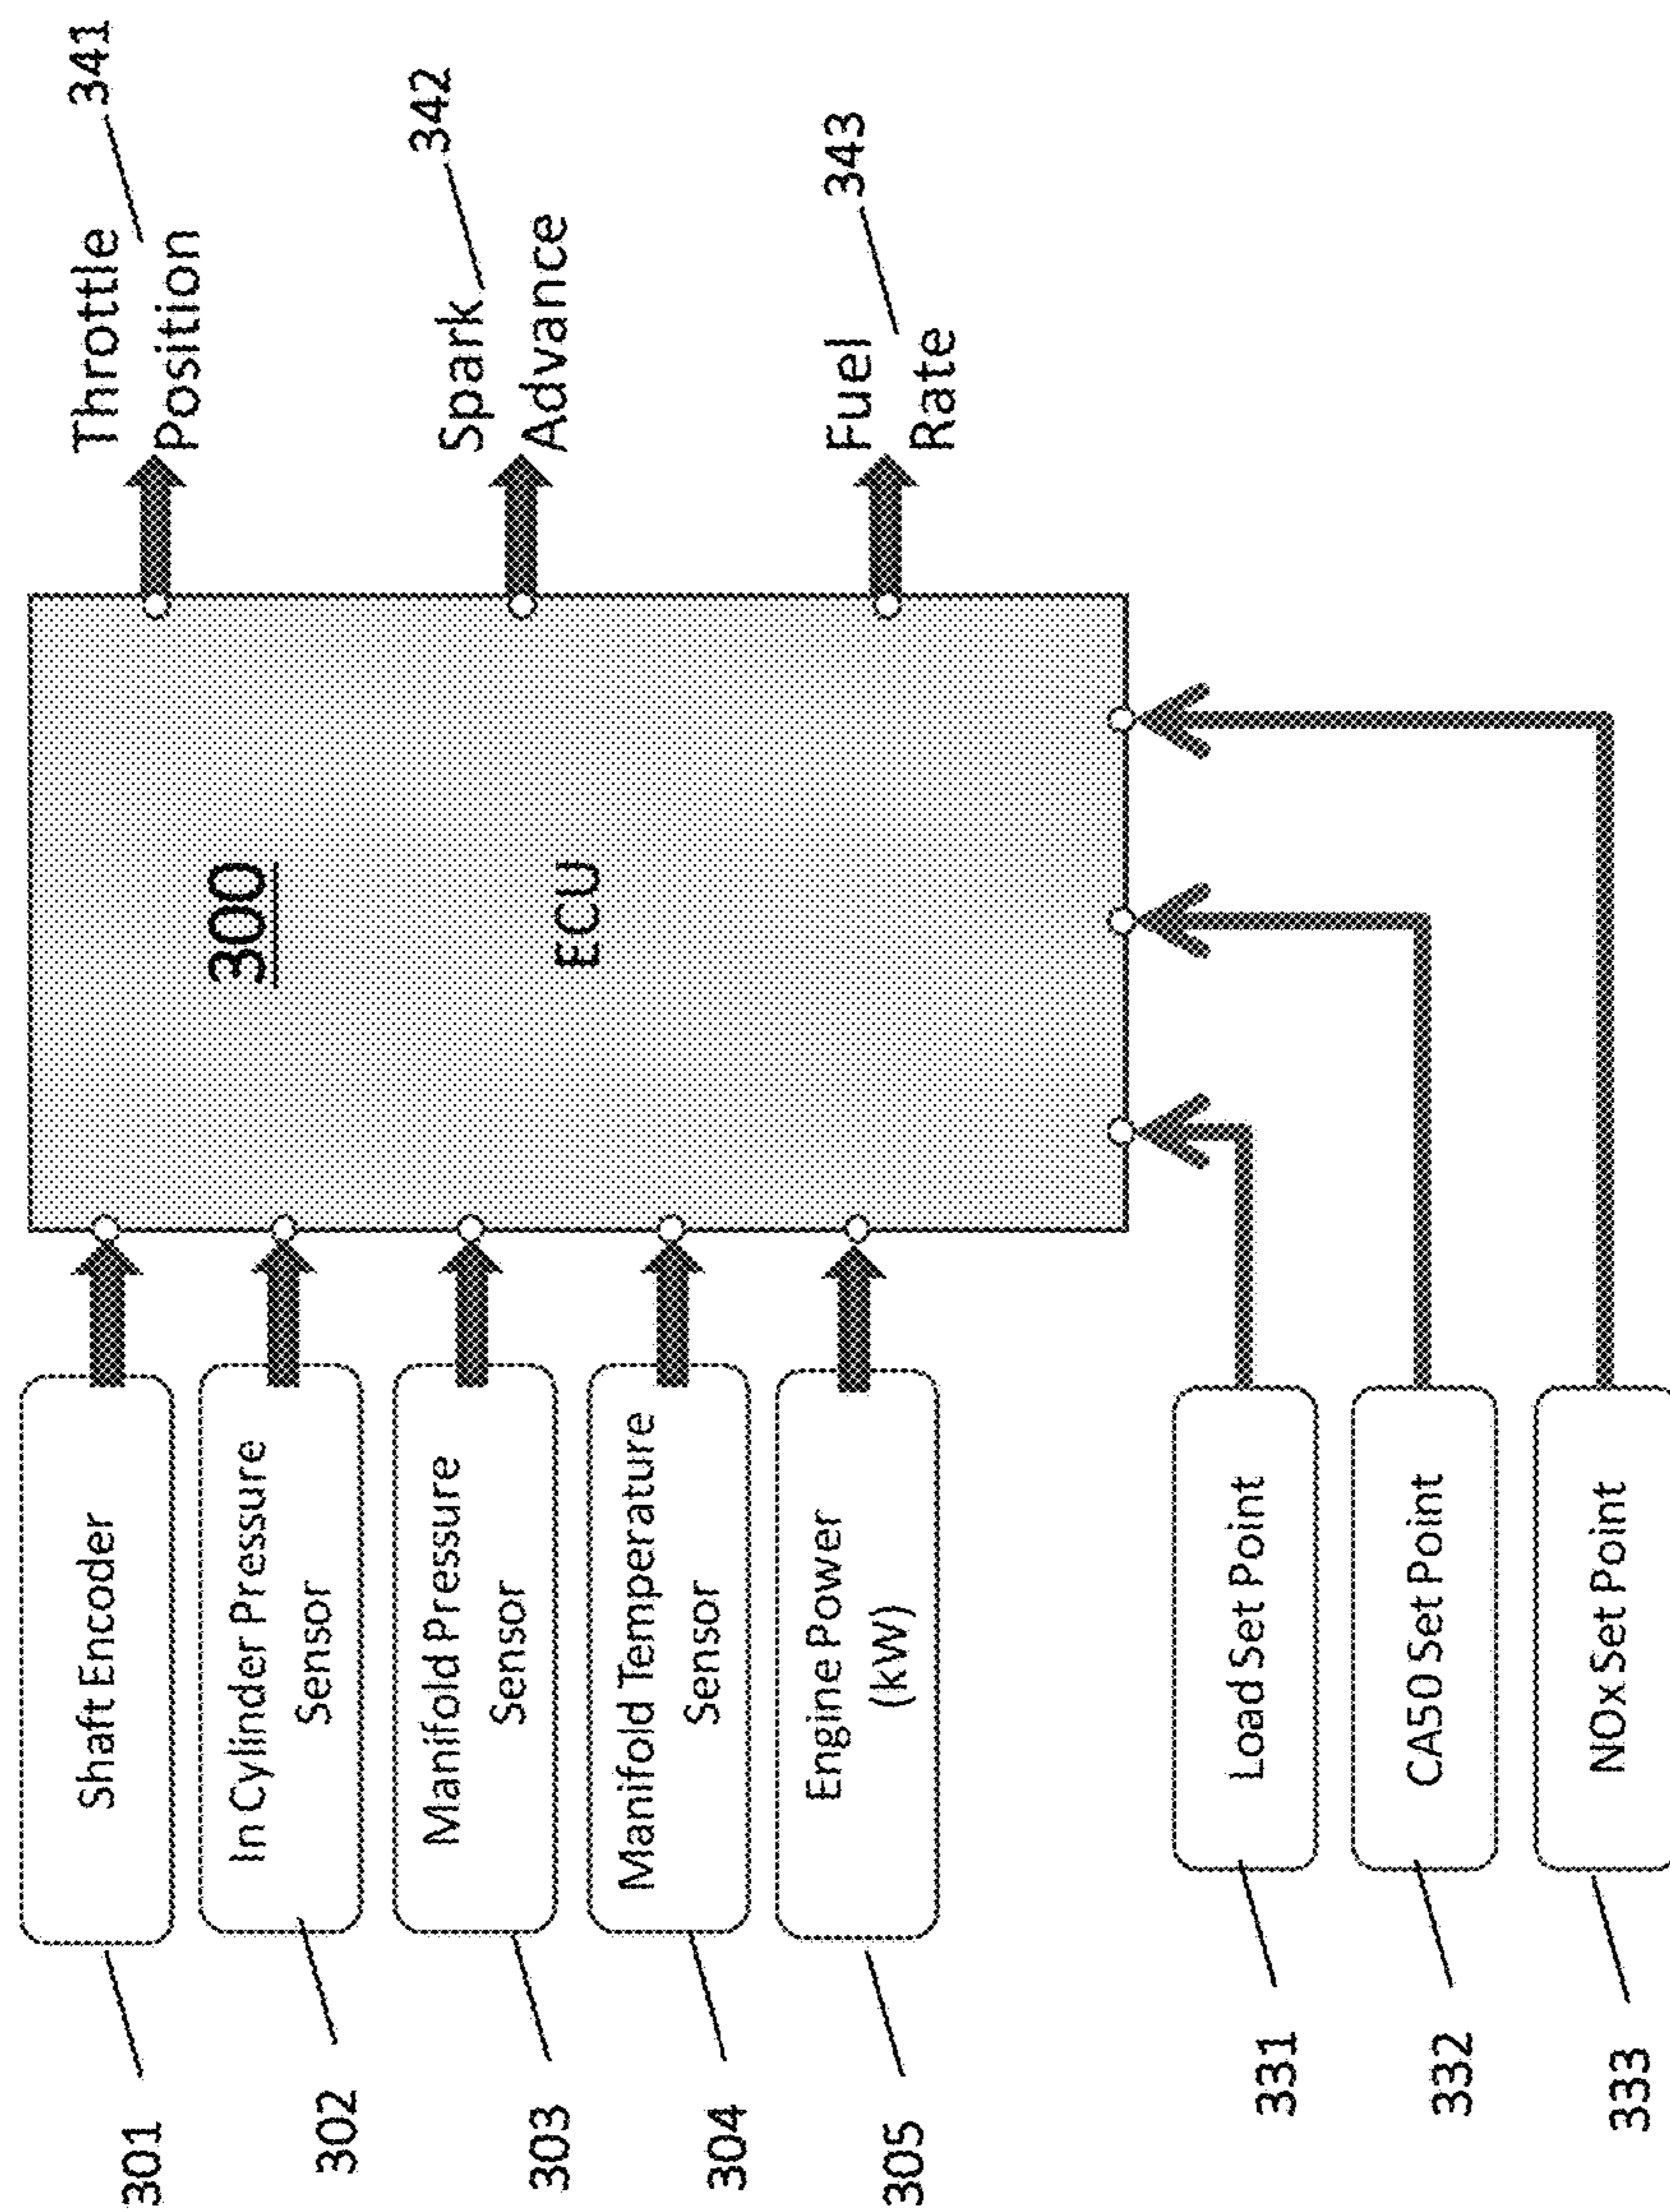 301
Shaft Encoder
302
In Cylinder Pressure
Sensor
303
Manifold Pressure
Sensor
304
Manifold Temperature
Sensor
305
Engine Power
(kW)
331
Load Set Point
332
CA50 Set Point
333
NOx Set Point
300
ECU
Throttle
Position
341
Spark
Advance
342
Fuel
Rate
343